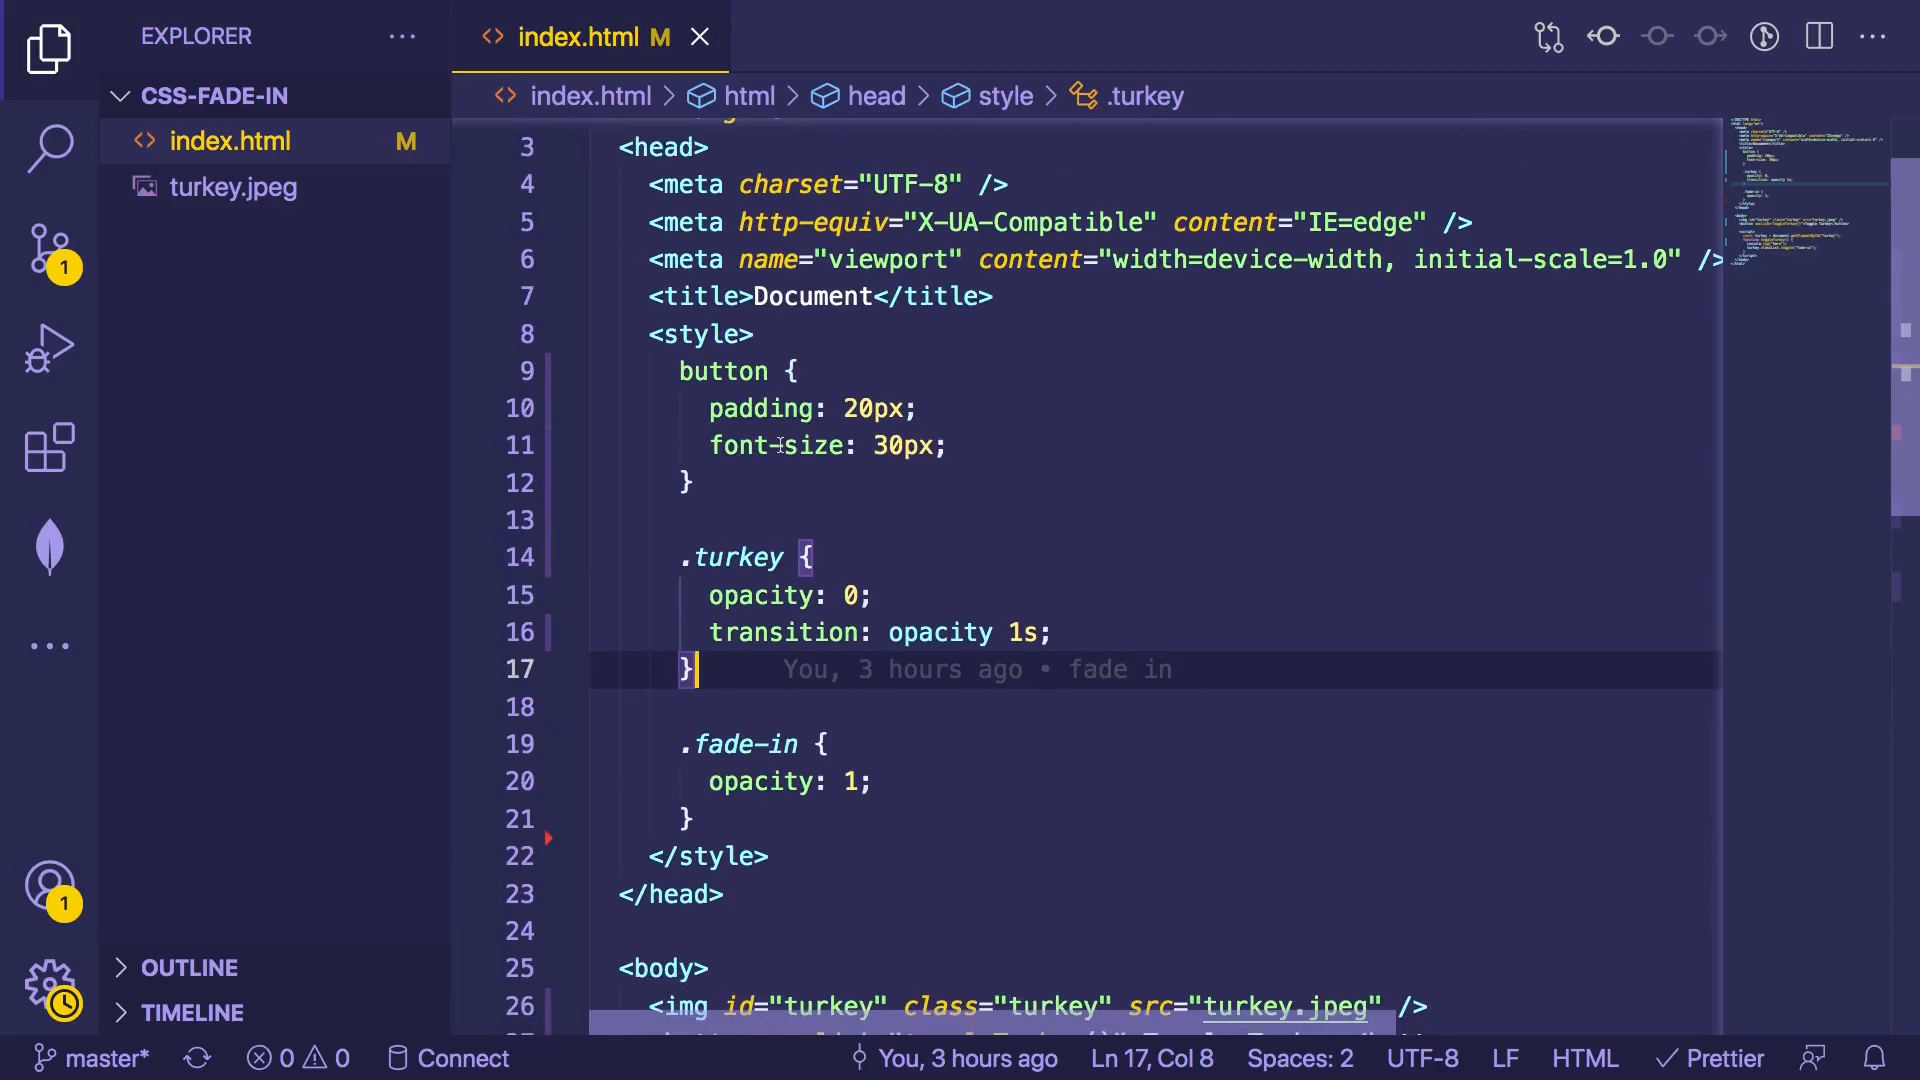 EXPLORER
CSS-FADE-IN
index.html M
turkey.jpeg
OUTLINE
TIMELINE
1
1
index.html M
index.html > html > head > style > .turkey
3 <head>
4 <meta charset="UTF-8" />
5 <meta http-equiv="X-UA-Compatible" content="IE=edge" />
6 <meta name="viewport" content="width=device-width, initial-scale=1.0" />
7 <title>Document</title>
8 <style>
9 button {
10 padding: 20px;
11 font-size: 30px;
12 }
13
14 .turkey {
15 opacity: 0;
16 transition: opacity 1s;
17 } You, 3 hours ago • fade in
18
19 .fade-in {
20 opacity: 1;
21 }
22 </style>
23 </head>
24
25 <body>
26 <img id="turkey" class="turkey" src="turkey.jpeg" />
master* 0 0 Connect You, 3 hours ago Ln 17, Col 8 Spaces: 2 UTF-8 LF HTML Prettier